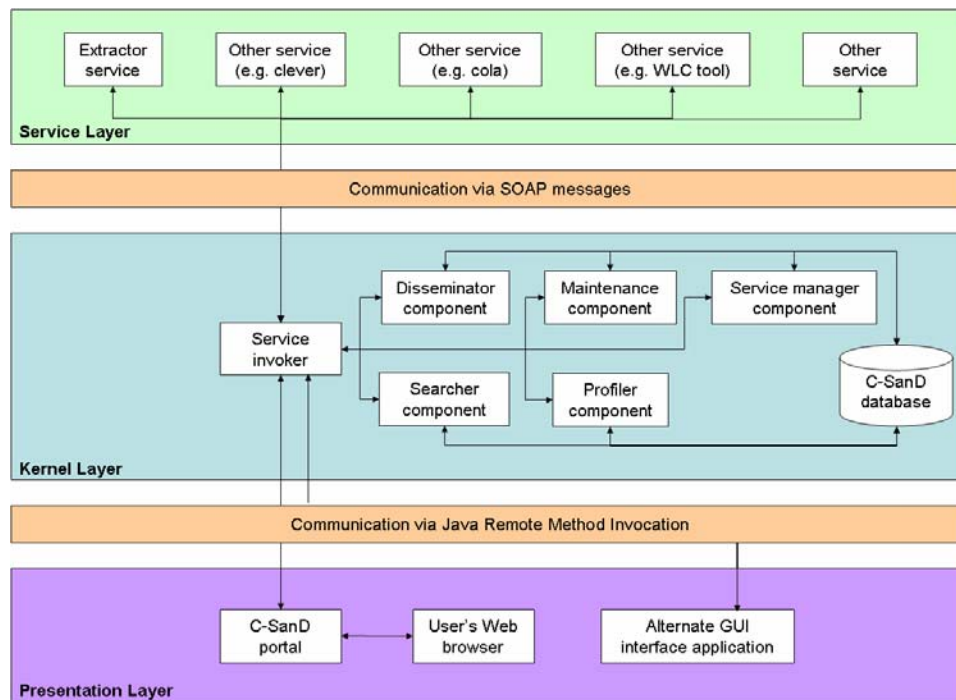 Extractor
service
Other service
(e.g. clever)
Other service
(e.g. cola)
Other service
(e.g. WLC tool)
Other
service
Service Layer
Communication via SOAP messages
Disseminator
component
Maintenance
component
Service manager
component
Service
invoker
Searcher
component
Profiler
component
C-SanD
database
Kernel Layer
Communication via Java Remote Method Invocation
C-SanD
portal
User's Web
browser
Alternate GUI
interface application
Presentation Layer